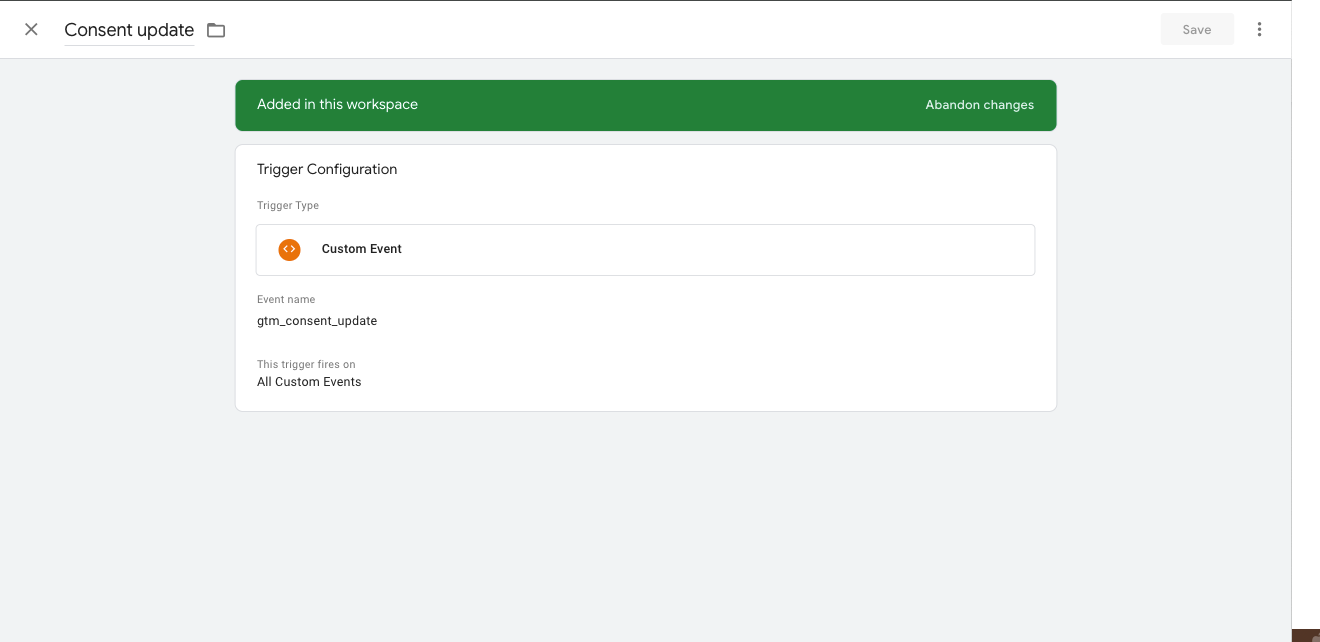 Consent update
Save
Added in this workspace
Abandon changes
Trigger Configuration
Trigger Type
Custom Event
Event name
gtm_consent_update
This trigger fires on
All Custom Events